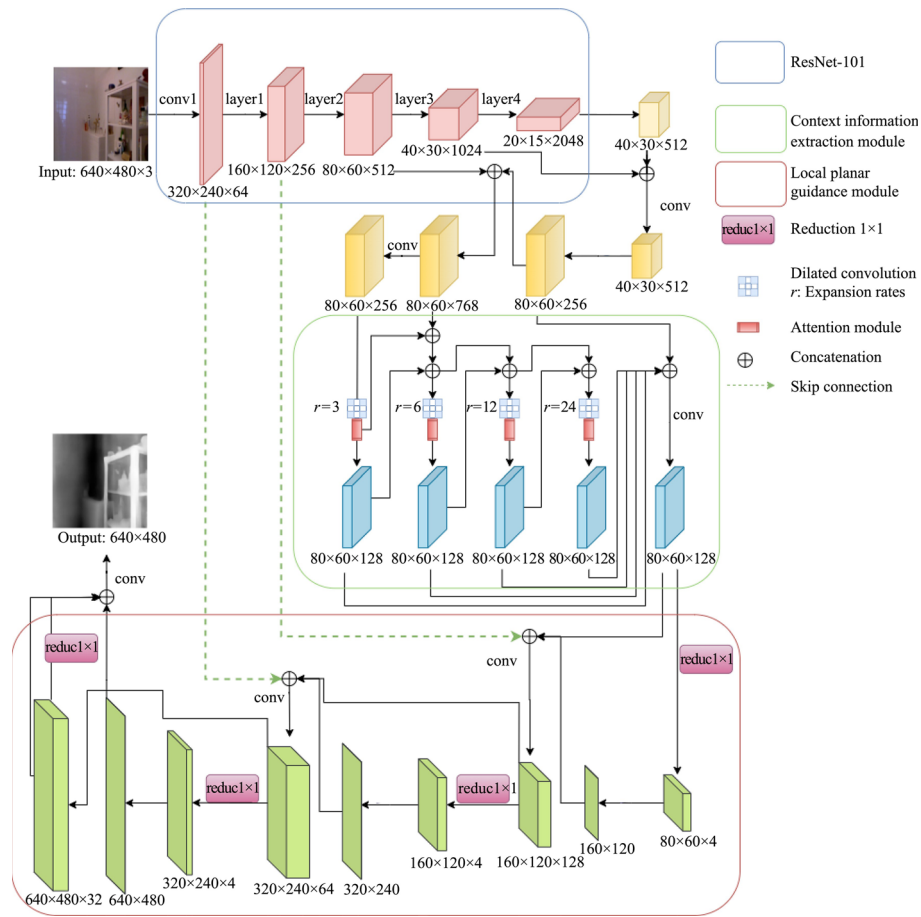 ResNet-101
conv1
layer1
layer2
layer3
layer4
Input: 640×480×3
320×240×64
160×120×256
80×60×512
40×30×1024
20×15×2048
40×30×512
Context information
extraction module
Local planar
guidance module
conv
reduc1×1
Reduction 1×1
conv
80×60×256
80×60×768
80×60×256
40×30×512
Dilated convolution
r: Expansion rates
Attention module
Concatenation
Skip connection
r=3
r=6
r=12
r=24
conv
80×60×128
80×60×128
80×60×128
80×60×128
80×60×128
Output: 640×480
conv
reduc1×1
conv
conv
reduc1×1
reduc1×1
reduc1×1
640×480×32
640×480
320×240×4
320×240×64
320×240
160×120×4
160×120×128
160×120
80×60×4